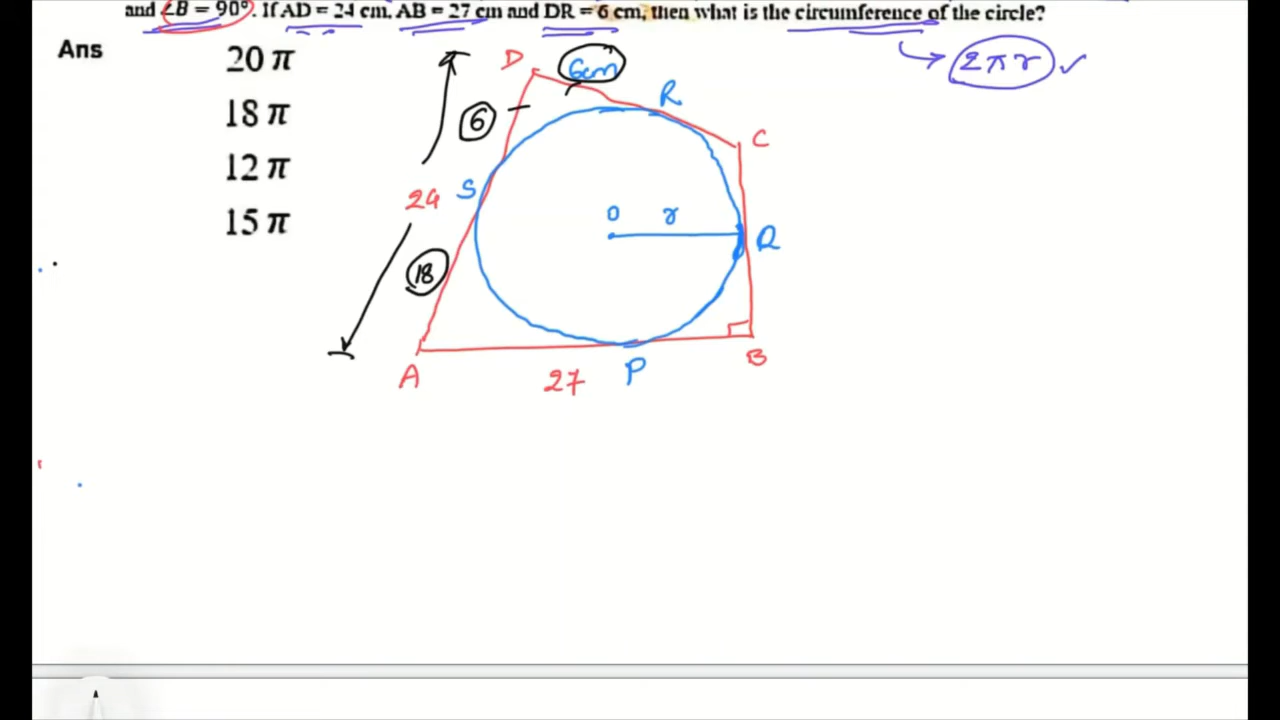 and ∠B = 90°. If AD = 24 cm, AB = 27 cm and DR = 6 cm, then what is the circumference of the circle?
Ans
20 π
18 π
12 π
15 π
2πr ✓
D
6cm
R
6
C
S
24
O
r
Q
18
A
27
P
B